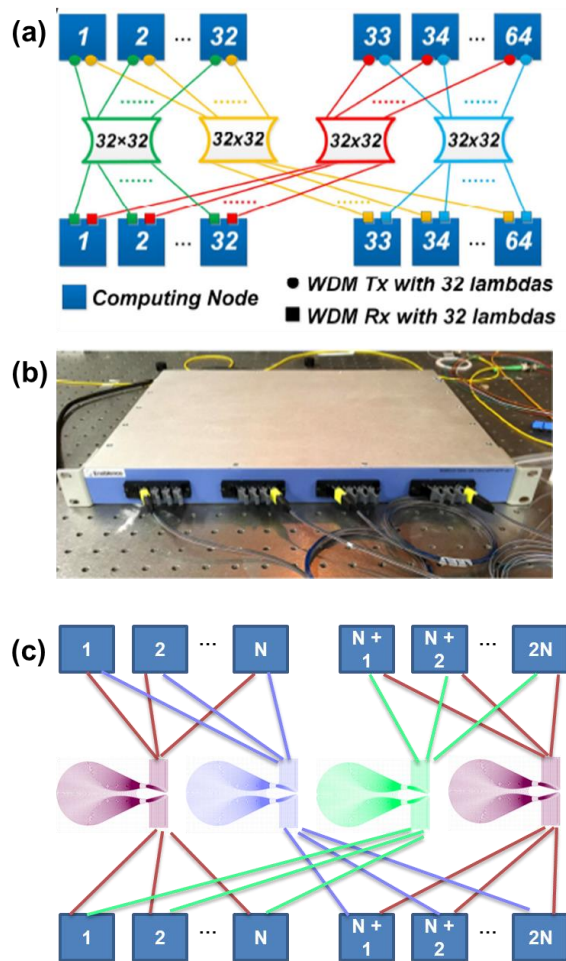 (a)
1 2 ... 32 33 34 ... 64
...... ...... ...... ......
32×32 32x32 32x32 32x32
...... ...... ...... ......
1 2 ... 32 33 34 ... 64
Computing Node
WDM Tx with 32 lambdas
WDM Rx with 32 lambdas
(b)
(c)
1 2 ... N N + 1 N + 2 ... 2N
1 2 ... N N + 1 N + 2 ... 2N